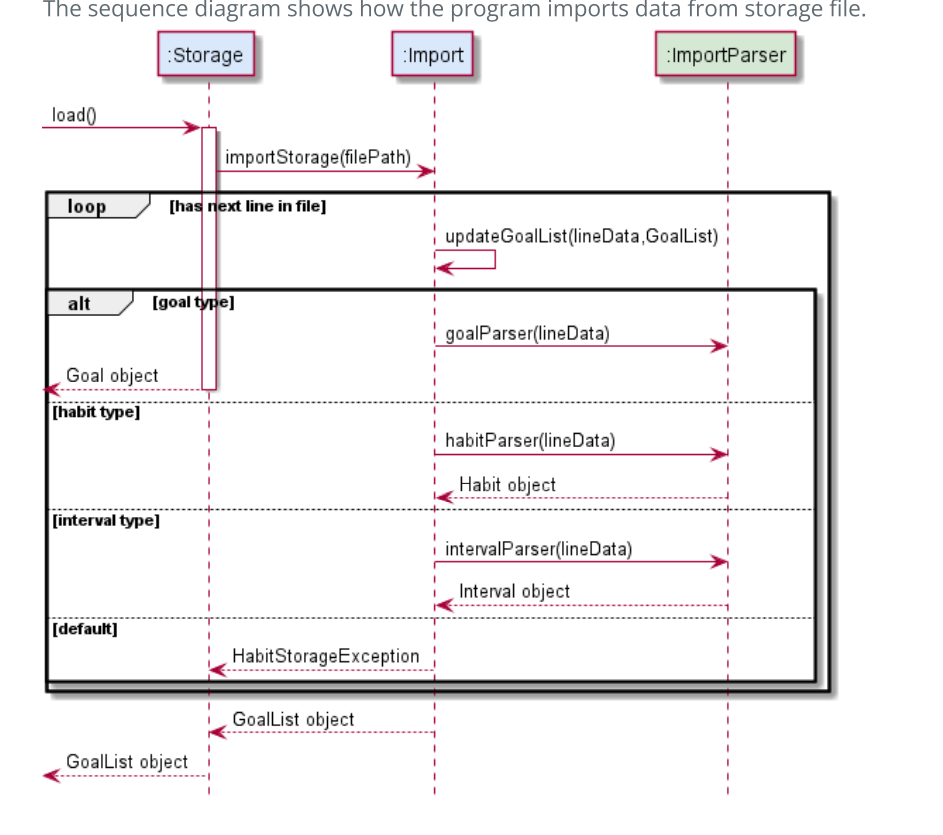 The sequence diagram shows how the program imports data from storage file.
:Storage
:Import
:ImportParser
load()
importStorage(filePath)
loop
[has next line in file]
updateGoalList(lineData,GoalList)
alt
[goal type]
goalParser(lineData)
Goal object
[habit type]
habitParser(lineData)
Habit object
[interval type]
intervalParser(lineData)
Interval object
[default]
HabitStorageException
GoalList object
GoalList object